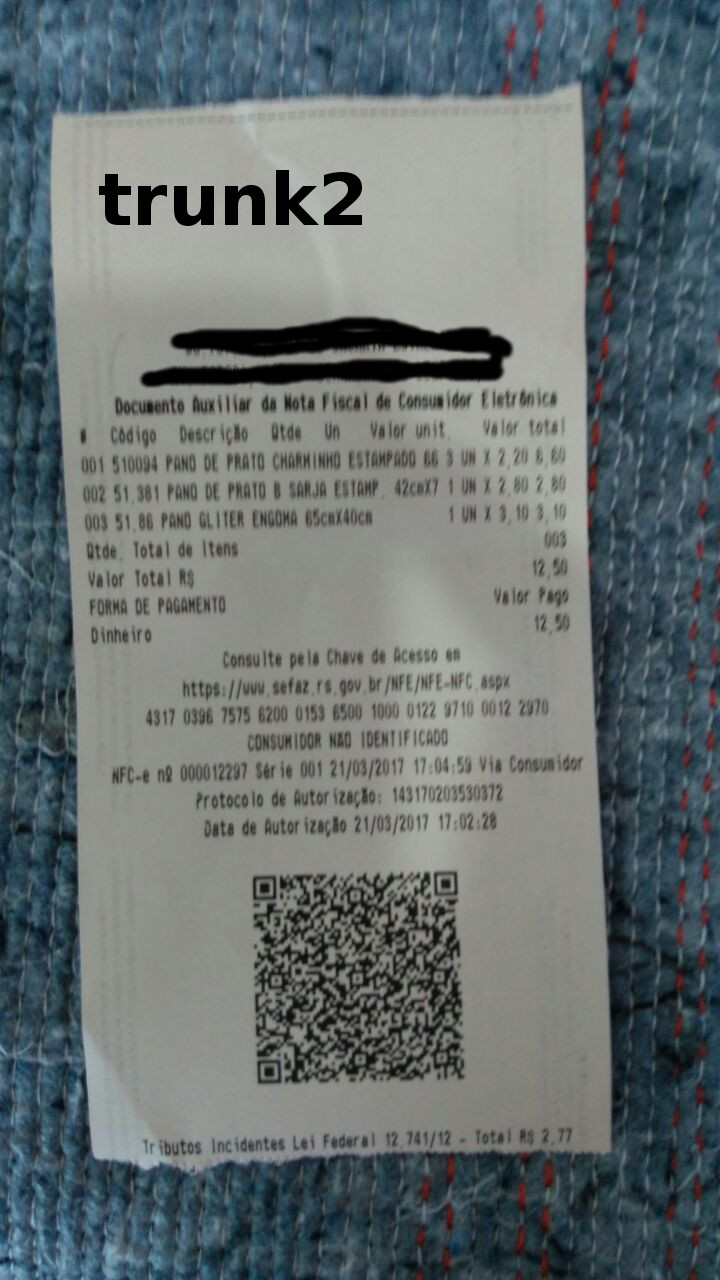 trunk2
Documento Auxiliar da Nota Fiscal de Consumidor Eletrônica
# Código Descrição Qtde Un Valor unit. Valor total
001 510094 PANO DE PRATO CHARMINHO ESTAMPADO 66 3 UN X 2,20 6,60
002 51.381 PANO DE PRATO B SARJA ESTAMP. 42cmX7 1 UN X 2,80 2,80
003 51.86 PANO GLITER ENGOMA 65cmX40cm 1 UN X 3,10 3,10
Qtde. Total de Itens 003
Valor Total R$ 12,50
FORMA DE PAGAMENTO Valor Pago
Dinheiro 12,50
Consulte pela Chave de Acesso em
https://www.sefaz.rs.gov.br/NFE/NFE-NFC.aspx
4317 0396 7575 6200 0153 6500 1000 0122 9710 0012 2970
CONSUMIDOR NAO IDENTIFICADO
NFC-e nº 000012297 Série 001 21/03/2017 17:04:59 Via Consumidor
Protocolo de Autorização: 143170203530372
Data de Autorização 21/03/2017 17:02:28
Tributos Incidentes Lei Federal 12.741/12 - Total R$ 2,77